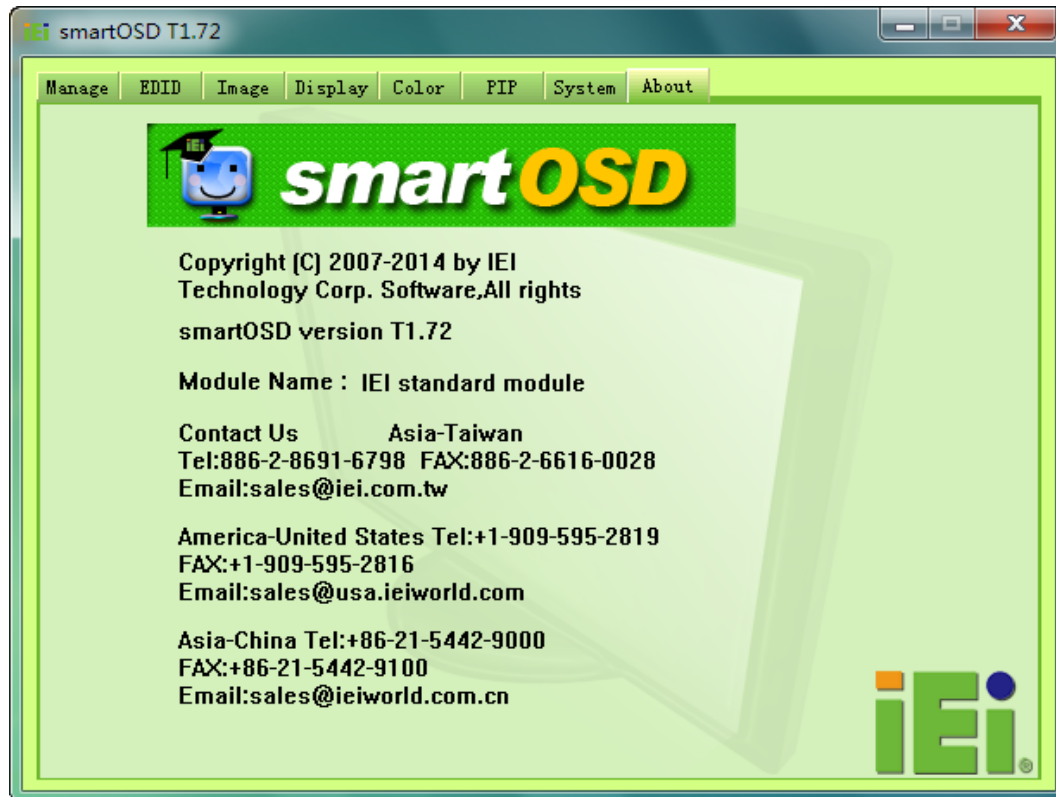 iEi smartOSD T1.72
Manage EDID Image Display Color PIP System About
iEi
smartOSD
Copyright (C) 2007-2014 by IEI
Technology Corp. Software,All rights
smartOSD version T1.72
Module Name : IEI standard module
Contact Us Asia-Taiwan
Tel:886-2-8691-6798 FAX:886-2-6616-0028
Email:sales@iei.com.tw
America-United States Tel:+1-909-595-2819
FAX:+1-909-595-2816
Email:sales@usa.ieiworld.com
Asia-China Tel:+86-21-5442-9000
FAX:+86-21-5442-9100
Email:sales@ieiworld.com.cn
iEi®